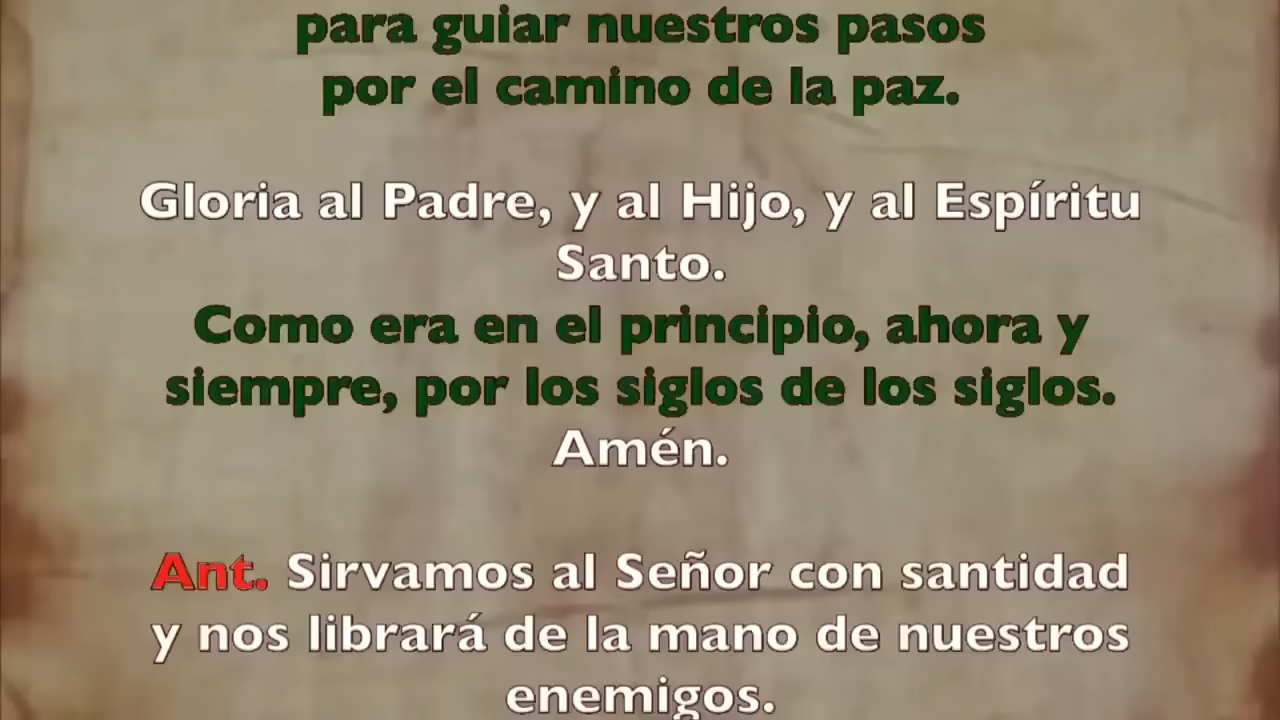 para guiar nuestros pasos
por el camino de la paz.
Gloria al Padre, y al Hijo, y al Espíritu
Santo.
Como era en el principio, ahora y
siempre, por los siglos de los siglos.
Amén.
Ant. Sirvamos al Señor con santidad
y nos librará de la mano de nuestros
enemigos.